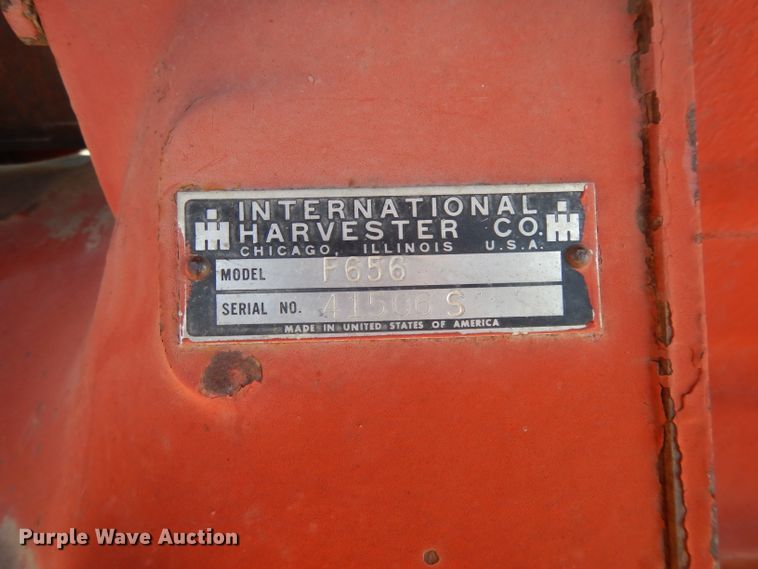 INTERNATIONAL
HARVESTER CO.
CHICAGO, ILLINOIS U.S.A.
MODEL F656
SERIAL NO. S
MADE IN UNITED STATES OF AMERICA
Purple Wave Auction